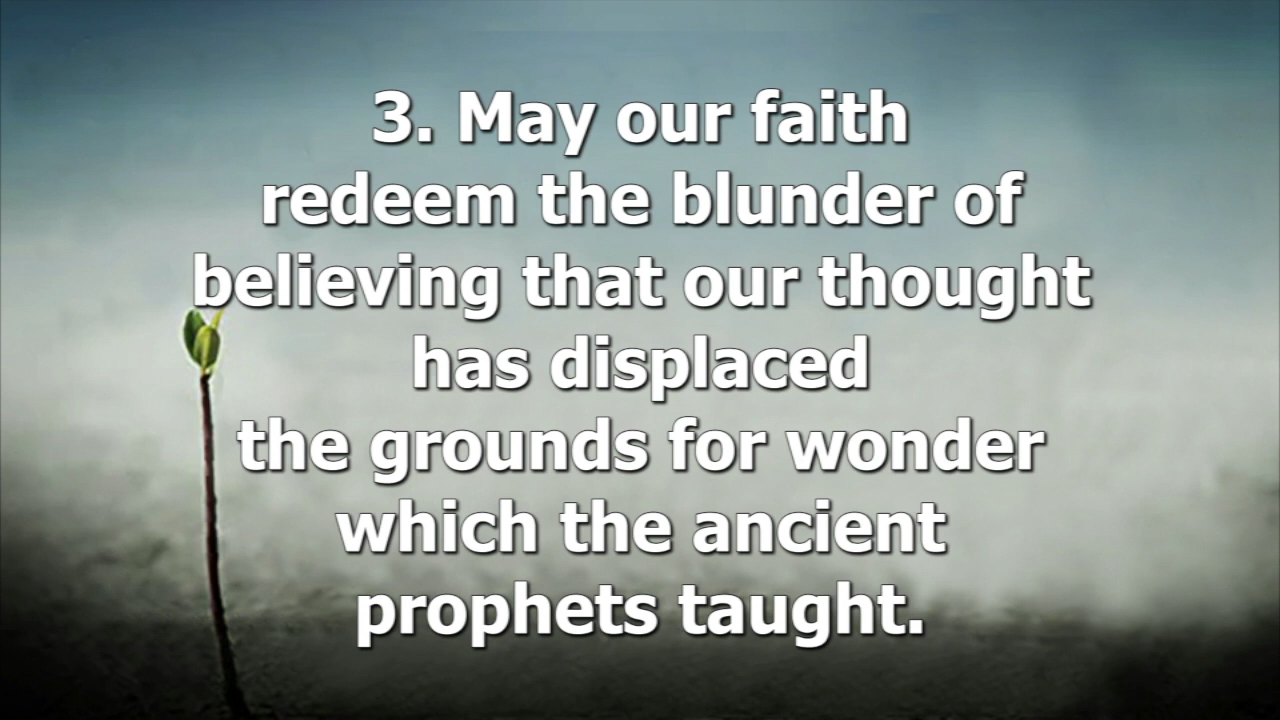 3. May our faith
redeem the blunder of
believing that our thought
has displaced
the grounds for wonder
which the ancient
prophets taught.